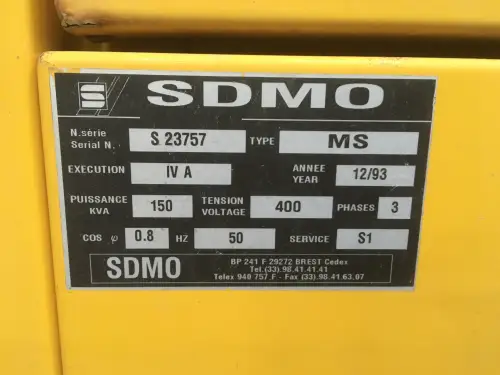 SDMO
N.série
Serial N.
S 23757
TYPE
MS
EXECUTION
IV A
ANNEE
YEAR
12/93
PUISSANCE
KVA
150
TENSION
VOLTAGE
400
PHASES
3
COS φ
0.8
HZ
50
SERVICE
S1
SDMO
BP 241 F 29272 BREST Cedex
Tel.(33).98.41.41.41
Telex 940 757 F - Fax (33).98.41.63.07